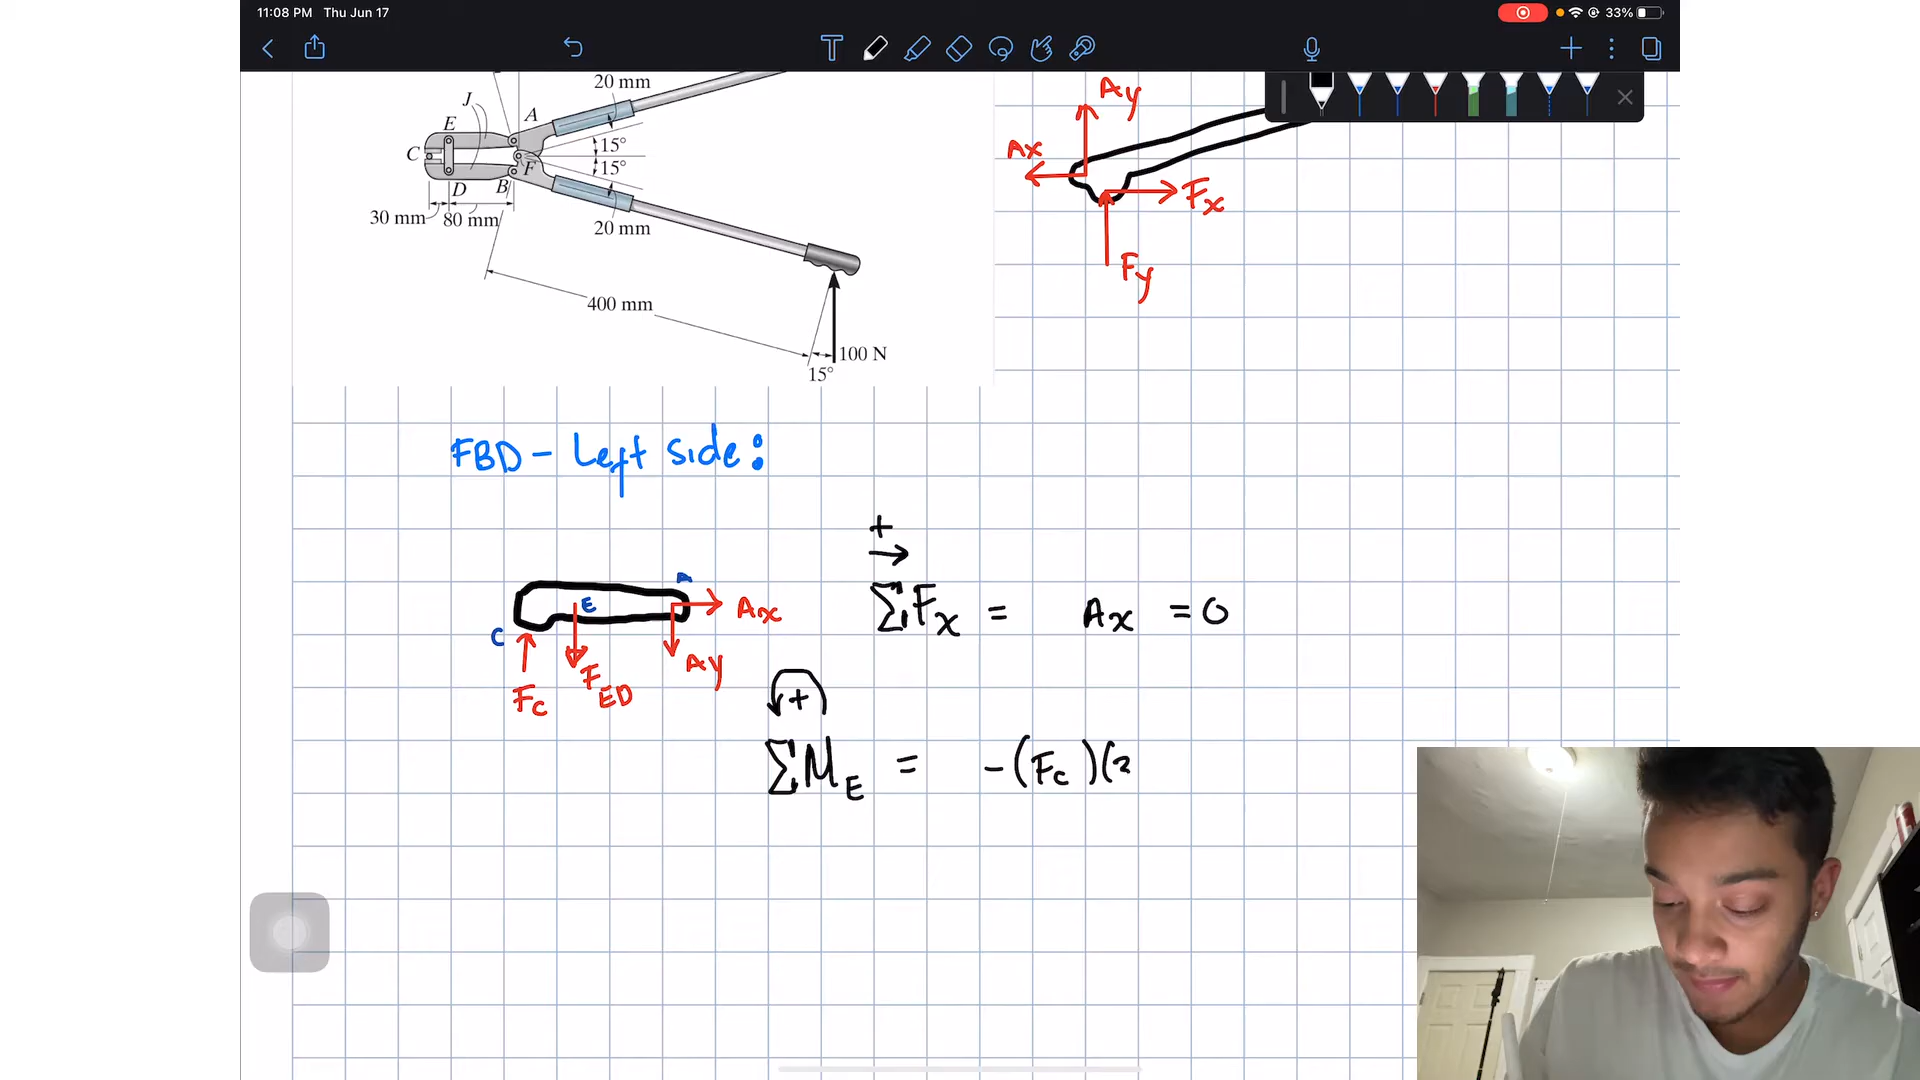 11:08 PM Thu Jun 17
33%
20 mm
J
A
E
C
15°
15°
F
D
B
30 mm
80 mm
20 mm
400 mm
100 N
15°
Ay
Ax
Fx
Fy
FBD - Left side:
+
→
A
E
Ax
ΣFx = Ax = 0
C
Ay
FED
Fc
+
ΣME = -(Fc)(3